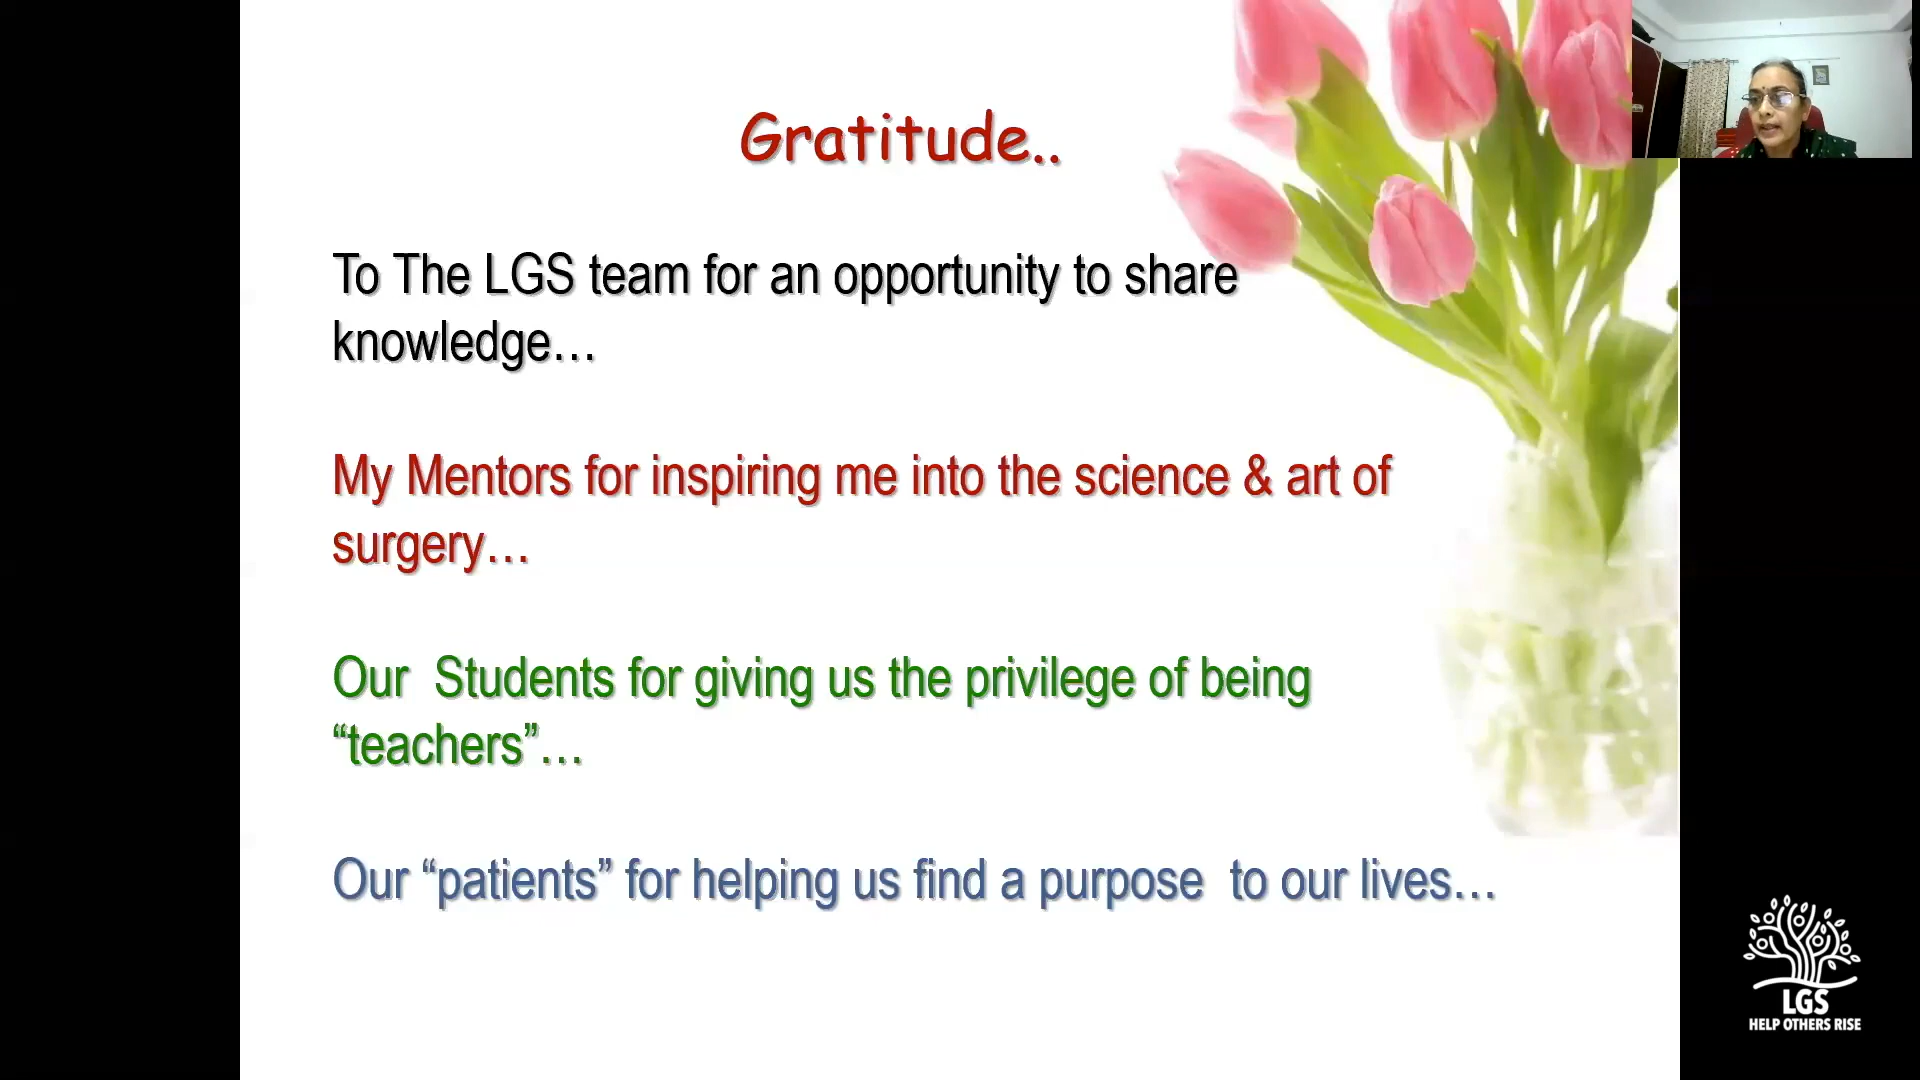 Gratitude..
To The LGS team for an opportunity to share
knowledge…
My Mentors for inspiring me into the science & art of
surgery…
Our  Students for giving us the privilege of being
“teachers”…
Our “patients” for helping us find a purpose  to our lives…
LGS
HELP OTHERS RISE